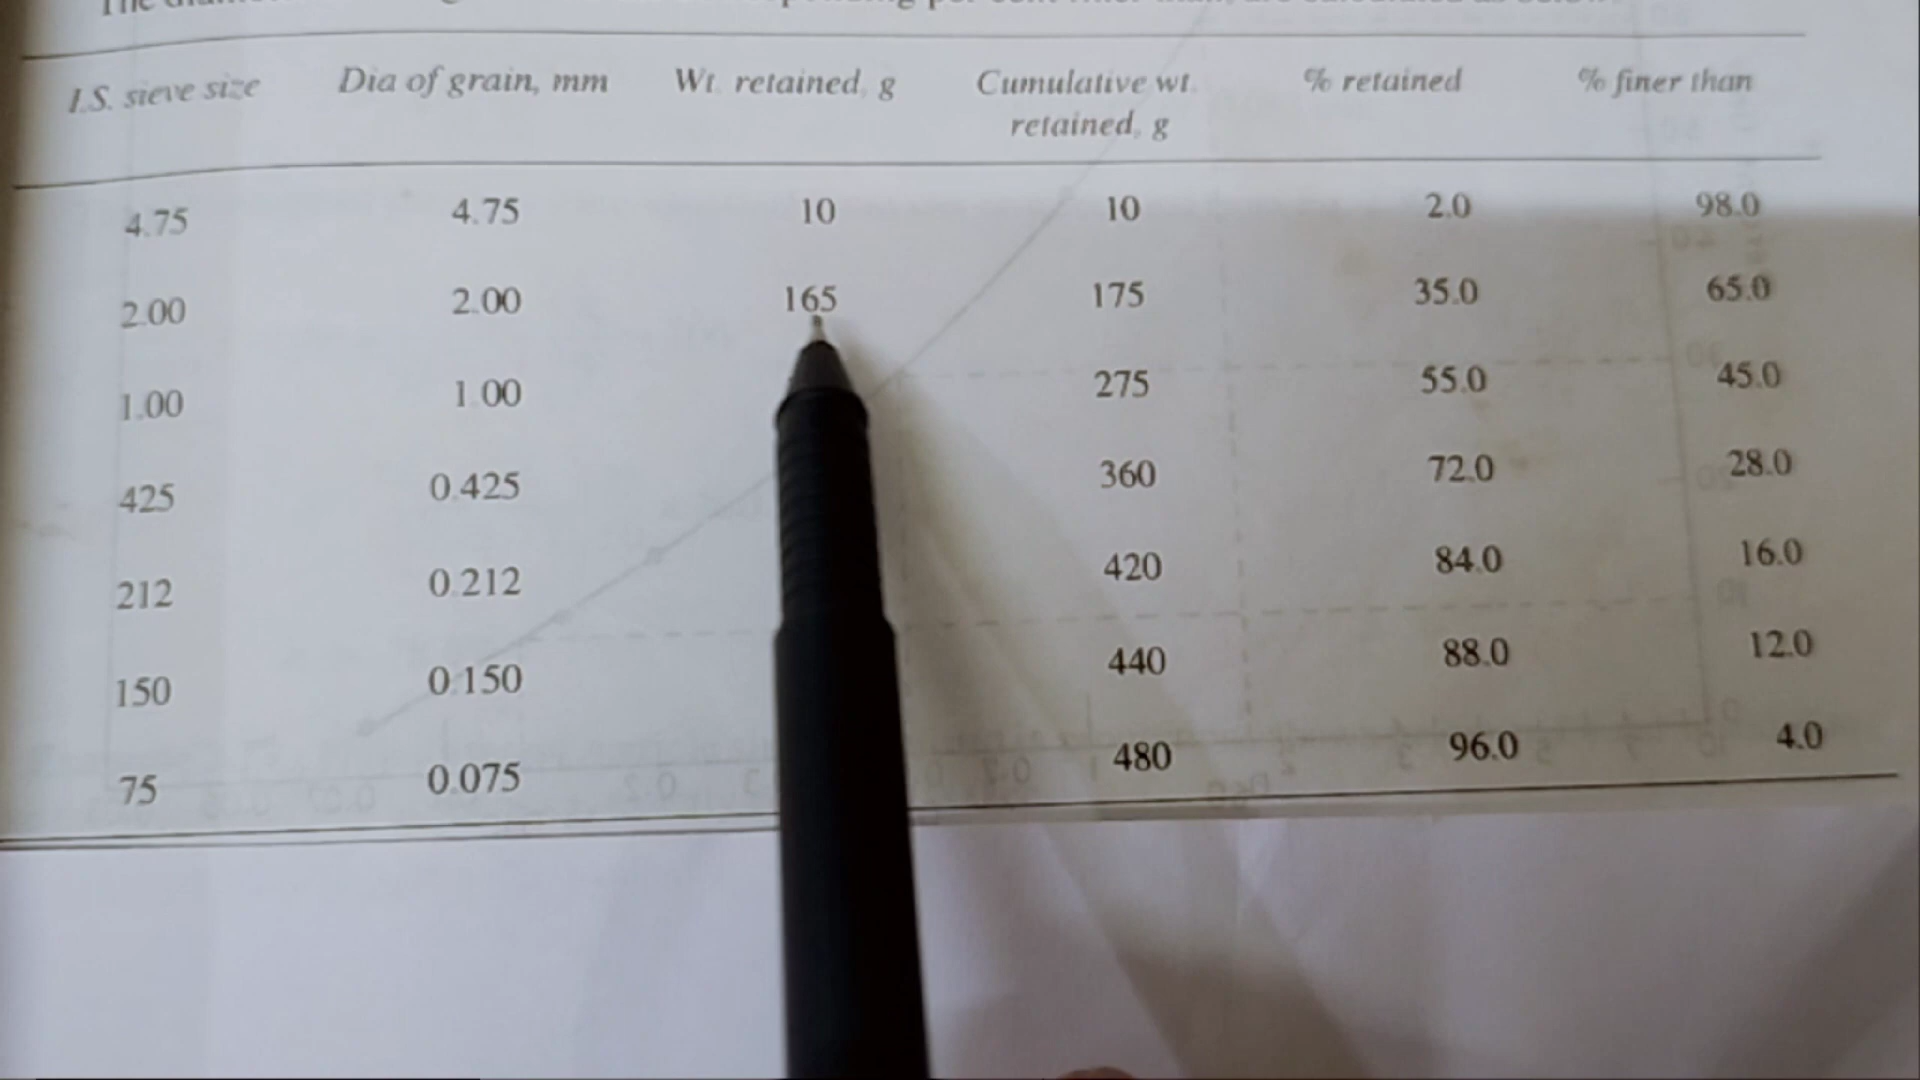 I.S. sieve size Dia of grain, mm Wt. retained, g Cumulative wt. retained, g % retained % finer than
4.75 4.75 10 10 2.0 98.0
2.00 2.00 165 175 35.0 65.0
1.00 1.00 275 55.0 45.0
425 0.425 360 72.0 28.0
212 0.212 420 84.0 16.0
150 0.150 440 88.0 12.0
75 0.075 480 96.0 4.0